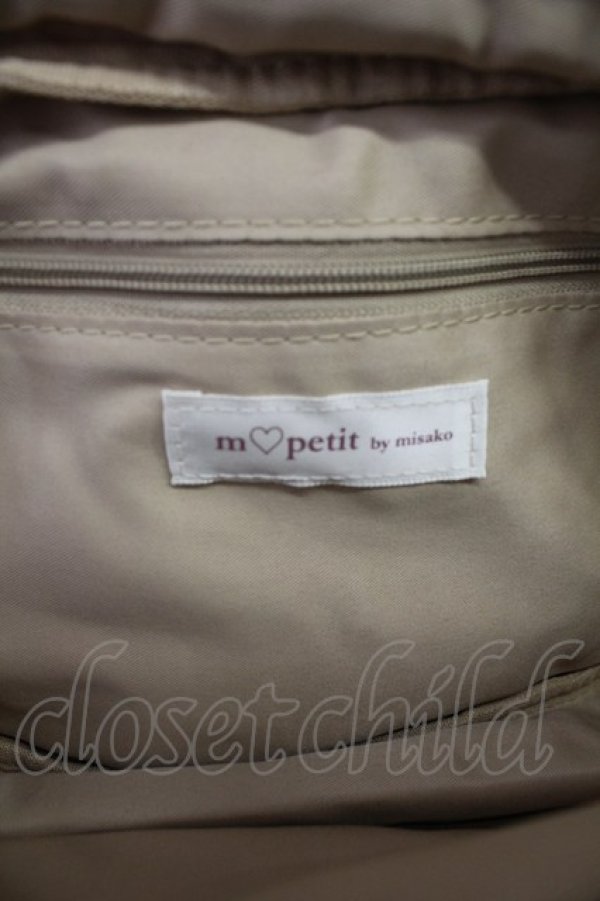 m♡petit by misako
closetchild